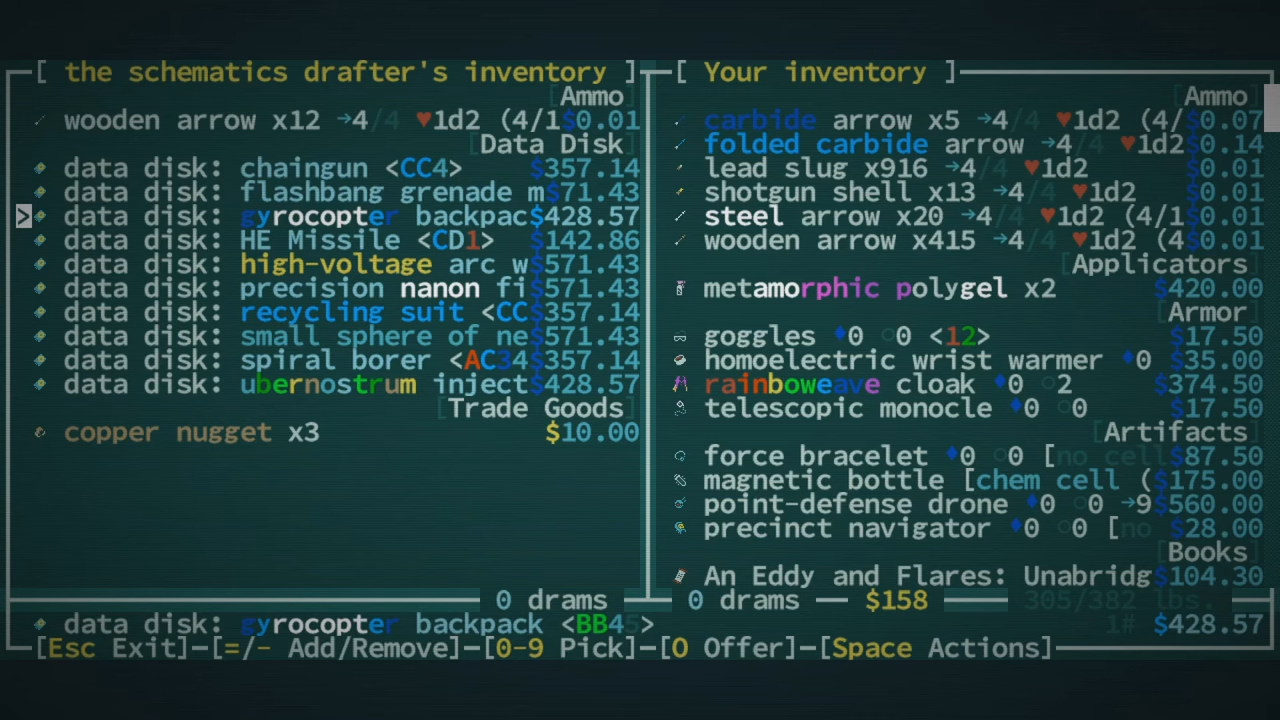 [ the schematics drafter's inventory ]
[Ammo]
wooden arrow x12 →4/4 ♥1d2 (4/1$0.01
[Data Disk]
data disk: chaingun <CC4> $357.14
data disk: flashbang grenade m$71.43
> data disk: gyrocopter backpac$428.57
data disk: HE Missile <CD1> $142.86
data disk: high-voltage arc w$571.43
data disk: precision nanon fi$571.43
data disk: recycling suit <CC$357.14
data disk: small sphere of ne$571.43
data disk: spiral borer <AC34$357.14
data disk: ubernostrum inject$428.57
[Trade Goods]
copper nugget x3 $10.00
[ Your inventory ]
[Ammo]
carbide arrow x5 →4/4 ♥1d2 (4/$0.07
folded carbide arrow →4/4 ♥1d2$0.14
lead slug x916 →4/4 ♥1d2 $0.01
shotgun shell x13 →4/4 ♥1d2 $0.01
steel arrow x20 →4/4 ♥1d2 (4/1$0.01
wooden arrow x415 →4/4 ♥1d2 (4$0.01
[Applicators]
metamorphic polygel x2 $420.00
[Armor]
goggles ♦0 ○0 <12> $17.50
homoelectric wrist warmer ♦0 $35.00
rainboweave cloak ♦0 ○2 $374.50
telescopic monocle ♦0 ○0 $17.50
[Artifacts]
force bracelet ♦0 ○0 [no cell$87.50
magnetic bottle [chem cell ($175.00
point-defense drone ♦0 ○0 →9$560.00
precinct navigator ♦0 ○0 [no $28.00
[Books]
An Eddy and Flares: Unabridg$104.30
0 drams
0 drams — $158 305/382 lbs.
data disk: gyrocopter backpack <BB45> 1# $428.57
[Esc Exit]—[=/- Add/Remove]—[0-9 Pick]—[O Offer]—[Space Actions]